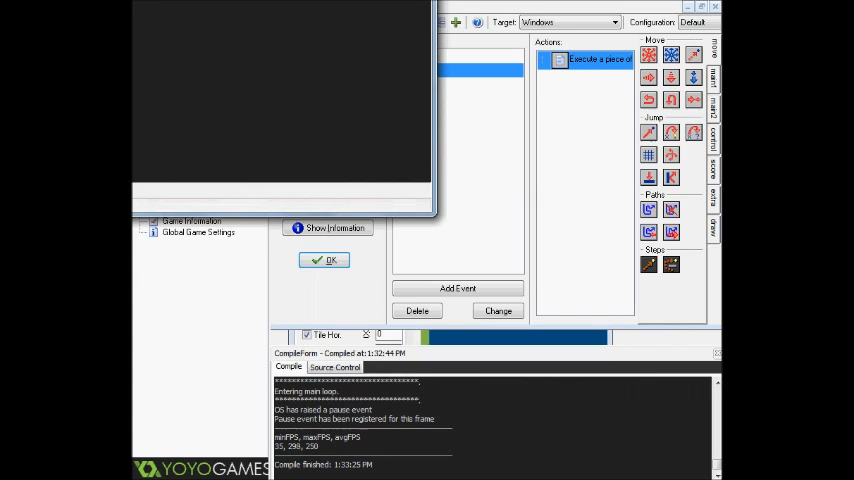 Target: Windows Configuration: Default
Actions:
Execute a piece of
Move
Jump
Paths
Steps
move
main1
main2
control
score
extra
draw
Game Information
Global Game Settings
Show Information
OK
Add Event
Delete Change
Tile Hor. X 0
CompileForm - Compiled at:1:32:44 PM
Compile Source Control
***************************************.
Entering main loop.
***************************************.
OS has raised a pause event
Pause event has been registered for this frame
minFPS, maxFPS, avgFPS
35, 298, 250
Compile finished: 1:33:25 PM
YOYOGAMES